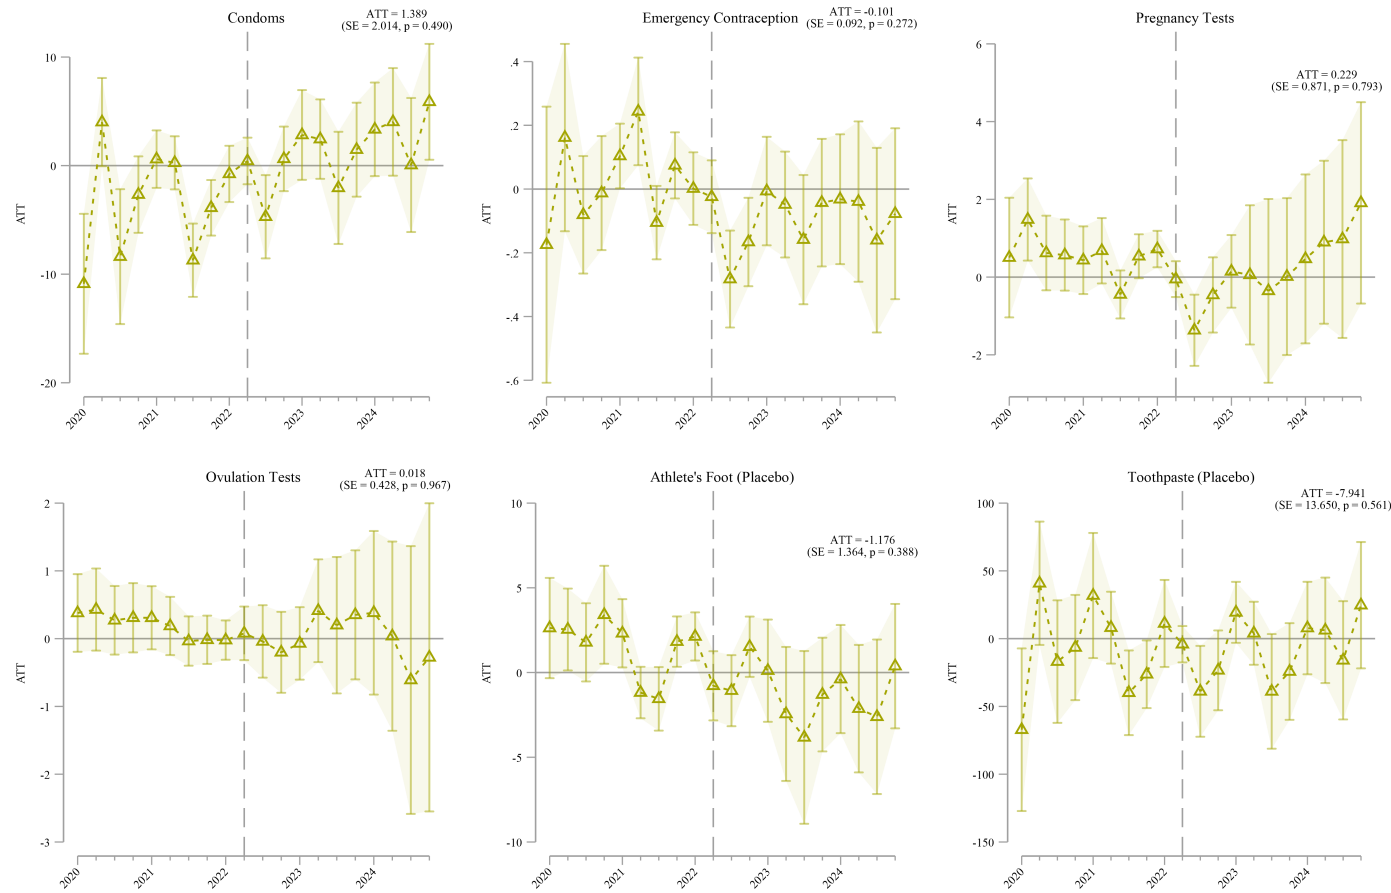 Condoms
ATT = 1.389
(SE = 2.014, p = 0.490)
ATT
10
0
-10
-20
2020
2021
2022
2023
2024
Emergency Contraception
ATT = -0.101
(SE = 0.092, p = 0.272)
ATT
.4
.2
0
-.2
-.4
-.6
2020
2021
2022
2023
2024
Pregnancy Tests
ATT = 0.229
(SE = 0.871, p = 0.793)
ATT
6
4
2
0
-2
2020
2021
2022
2023
2024
Ovulation Tests
ATT = 0.018
(SE = 0.428, p = 0.967)
ATT
2
1
0
-1
-2
-3
2020
2021
2022
2023
2024
Athlete's Foot (Placebo)
ATT = -1.176
(SE = 1.364, p = 0.388)
ATT
10
5
0
-5
-10
2020
2021
2022
2023
2024
Toothpaste (Placebo)
ATT = -7.941
(SE = 13.650, p = 0.561)
ATT
100
50
0
-50
-100
-150
2020
2021
2022
2023
2024